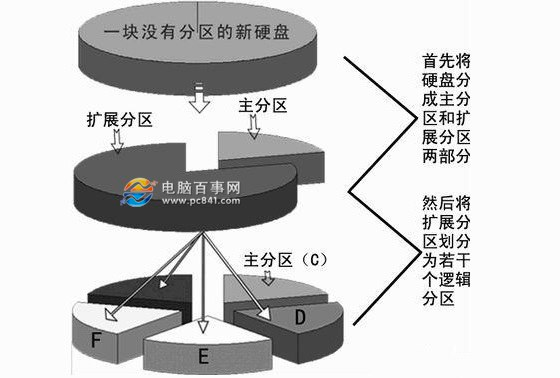 一块没有分区的新硬盘
首先将
硬盘分
成主分
区和扩
展分区
两部分
扩展分区
主分区
电脑百事网
www.pc841.com
然后将
扩展分
区划分
为若干
个逻辑
分区
主分区（C）
D
E
F